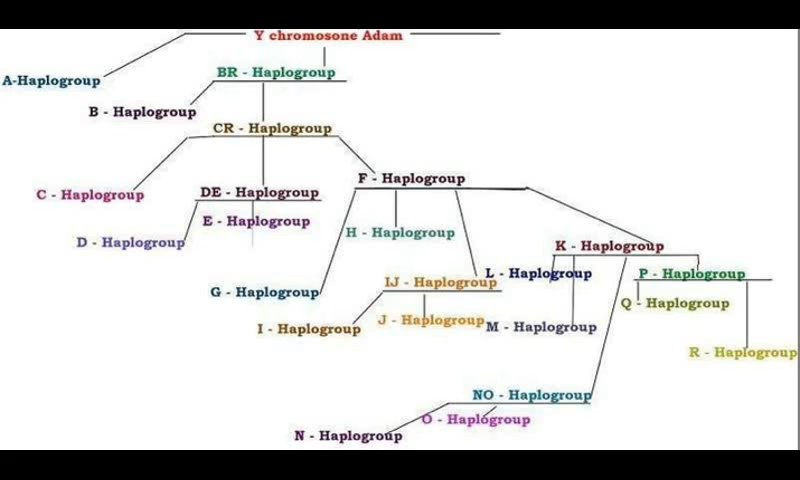 Y chromosone Adam
A-Haplogroup
BR - Haplogroup
B - Haplogroup
CR - Haplogroup
C - Haplogroup
DE - Haplogroup
F - Haplogroup
E - Haplogroup
D - Haplogroup
H - Haplogroup
K - Haplogroup
G - Haplogroup
IJ - Haplogroup
L - Haplogroup
P - Haplogroup
I - Haplogroup
J - Haplogroup
M - Haplogroup
Q - Haplogroup
R - Haplogroup
NO - Haplogroup
O - Haplogroup
N - Haplogroup